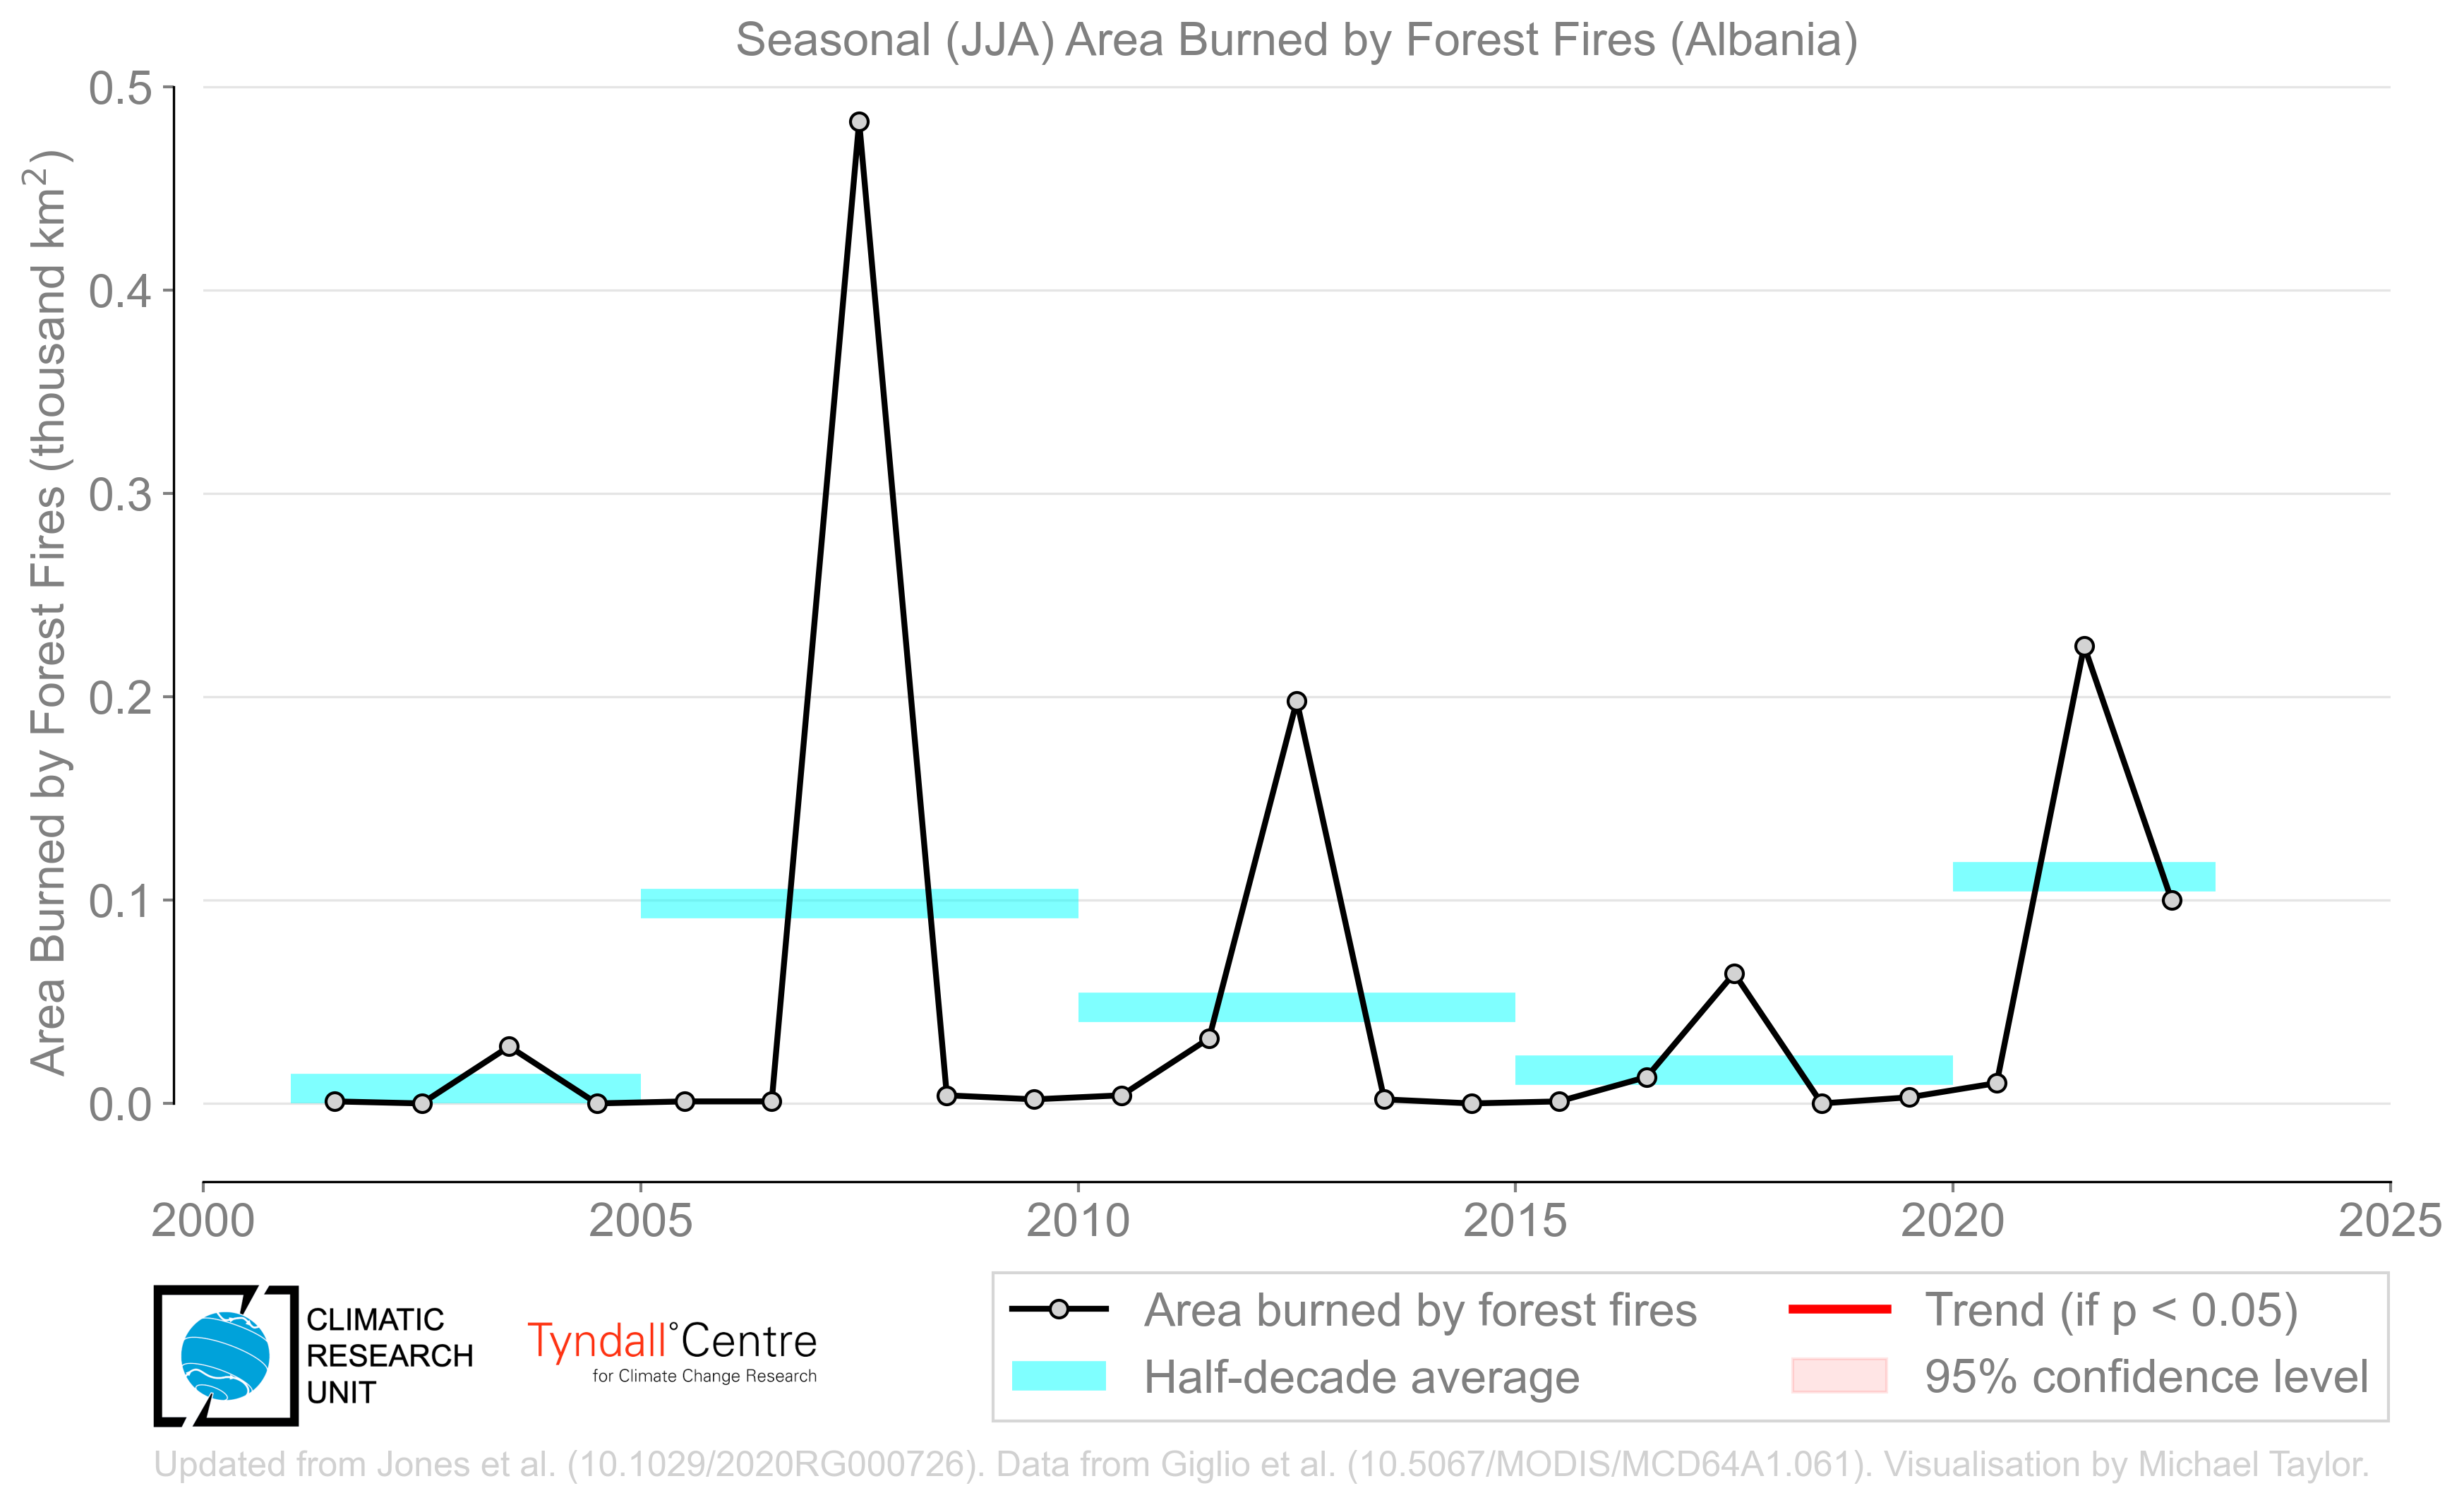 Seasonal (JJA) Area Burned by Forest Fires (Albania)
Area Burned by Forest Fires (thousand km²)
0.5
0.4
0.3
0.2
0.1
0.0
2000 2005 2010 2015 2020 2025
CLIMATIC
RESEARCH
UNIT
Tyndall°Centre
for Climate Change Research
Area burned by forest fires
Half-decade average
Trend (if p < 0.05)
95% confidence level
Updated from Jones et al. (10.1029/2020RG000726). Data from Giglio et al. (10.5067/MODIS/MCD64A1.061). Visualisation by Michael Taylor.